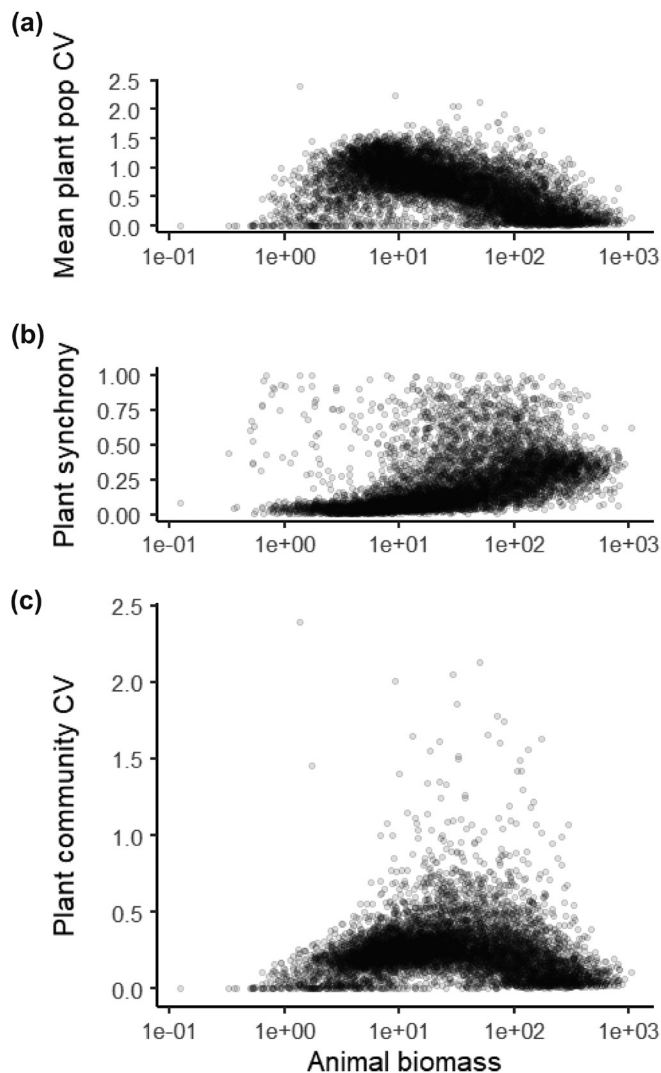 (a)
Mean plant pop CV
2.5
2.0
1.5
1.0
0.5
0.0
1e-01 1e+00 1e+01 1e+02 1e+03
(b)
Plant synchrony
1.00
0.75
0.50
0.25
0.00
1e-01 1e+00 1e+01 1e+02 1e+03
(c)
Plant community CV
2.5
2.0
1.5
1.0
0.5
0.0
1e-01 1e+00 1e+01 1e+02 1e+03
Animal biomass